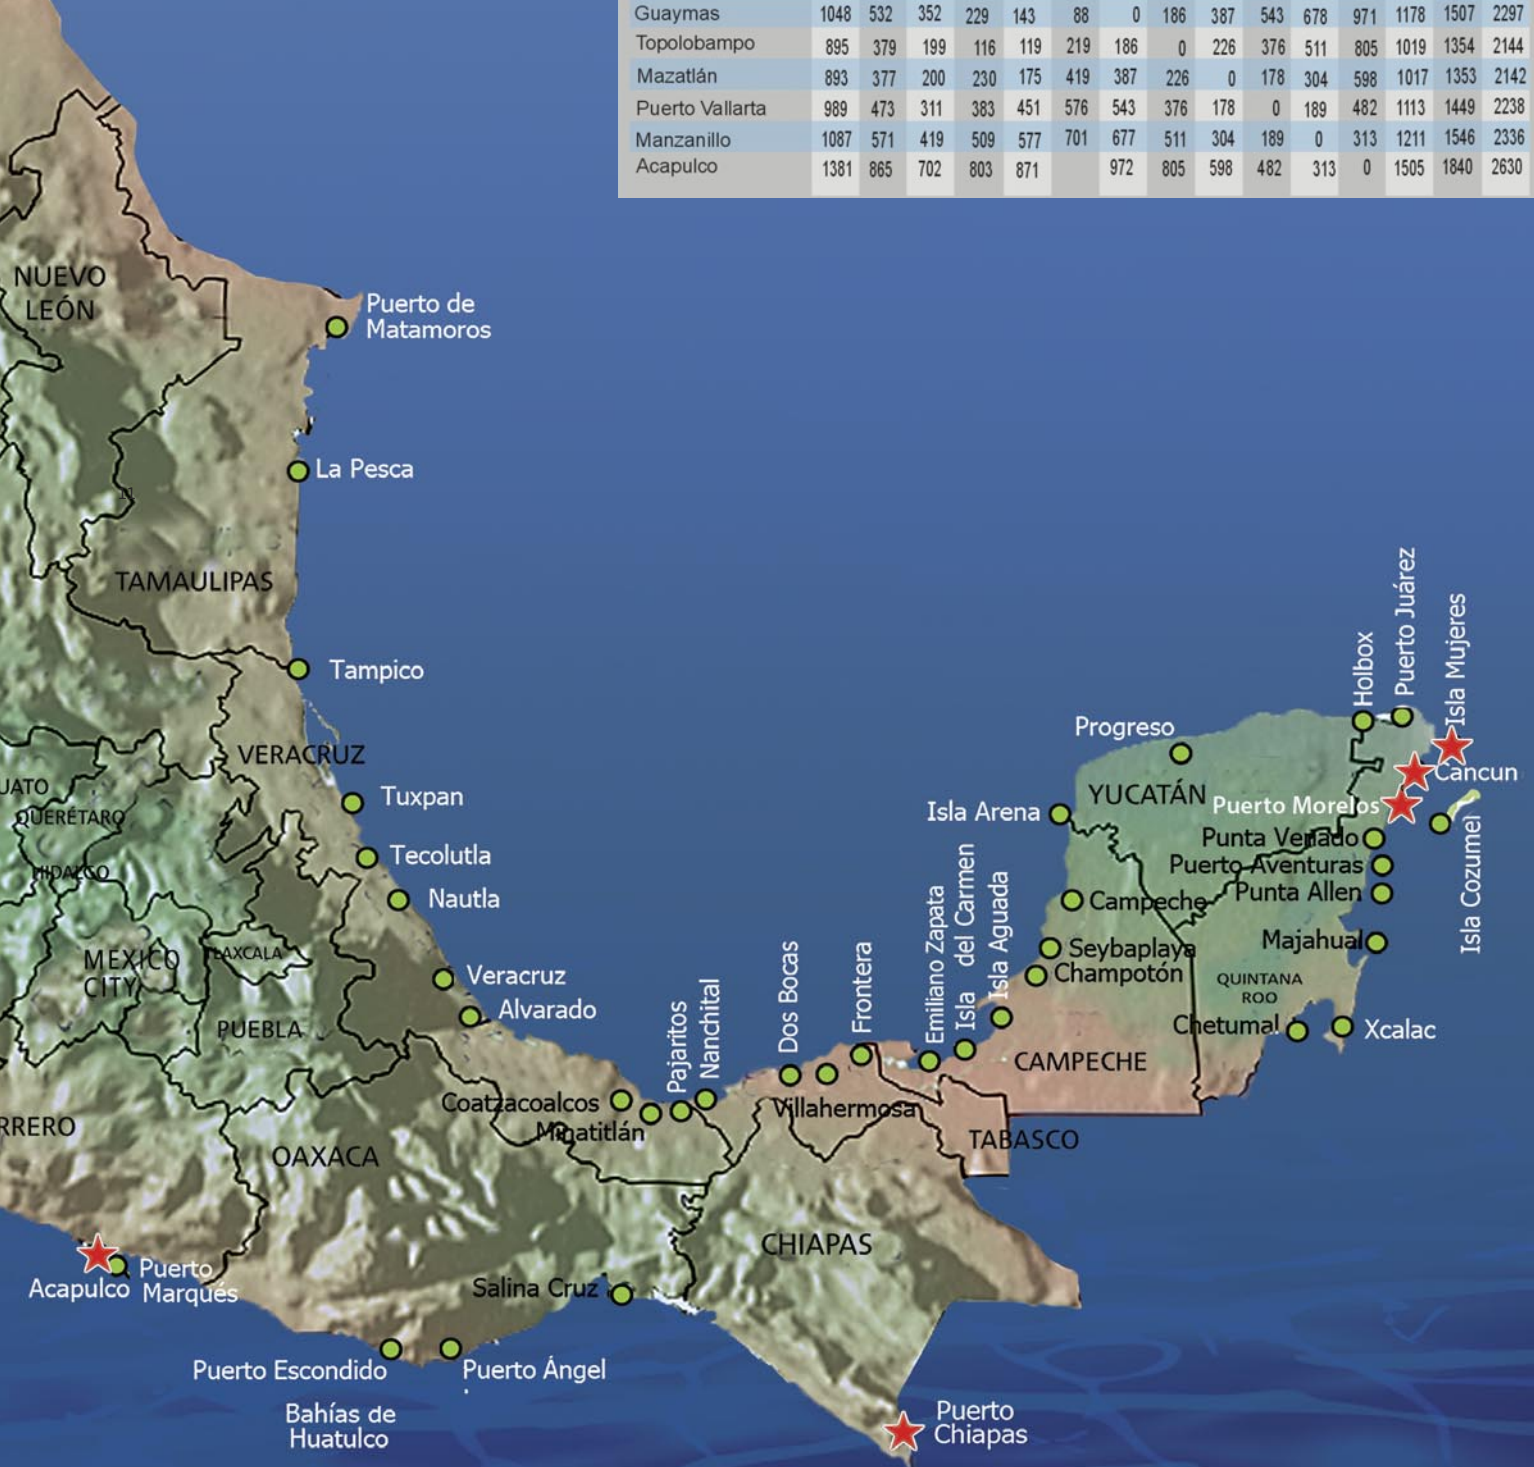 Guaymas 1048 532 352 229 143 88 0 186 387 543 678 971 1178 1507 2297
Topolobampo 895 379 199 116 119 219 186 0 226 376 511 805 1019 1354 2144
Mazatlán 893 377 200 230 175 419 387 226 0 178 304 598 1017 1353 2142
Puerto Vallarta 989 473 311 383 451 576 543 376 178 0 189 482 1113 1449 2238
Manzanillo 1087 571 419 509 577 701 677 511 304 189 0 313 1211 1546 2336
Acapulco 1381 865 702 803 871 972 805 598 482 313 0 1505 1840 2630
NUEVO
LEÓN
Puerto de
Matamoros
La Pesca
11
TAMAULIPAS
Tampico
VERACRUZ
Tuxpan
UATO
QUERÉTARO
Tecolutla
HIDALGO
Nautla
MEXICO
CITY
TLAXCALA
Veracruz
Alvarado
PUEBLA
RRERO
OAXACA
Coatzacoalcos
Minatitlán
Pajaritos
Nanchital
Dos Bocas
Villahermosa
Frontera
Emiliano Zapata
Isla del Carmen
Isla Aguada
Champotón
Seybaplaya
Campeche
Isla Arena
Progreso
YUCATÁN
Holbox
Puerto Juárez
Isla Mujeres
Cancun
Puerto Morelos
Punta Venado
Puerto Aventuras
Punta Allen
Isla Cozumel
Majahual
QUINTANA
ROO
Chetumal
Xcalac
CAMPECHE
TABASCO
CHIAPAS
Salina Cruz
Acapulco
Puerto
Marqués
Puerto Escondido
Puerto Ángel
Bahías de
Huatulco
Puerto
Chiapas